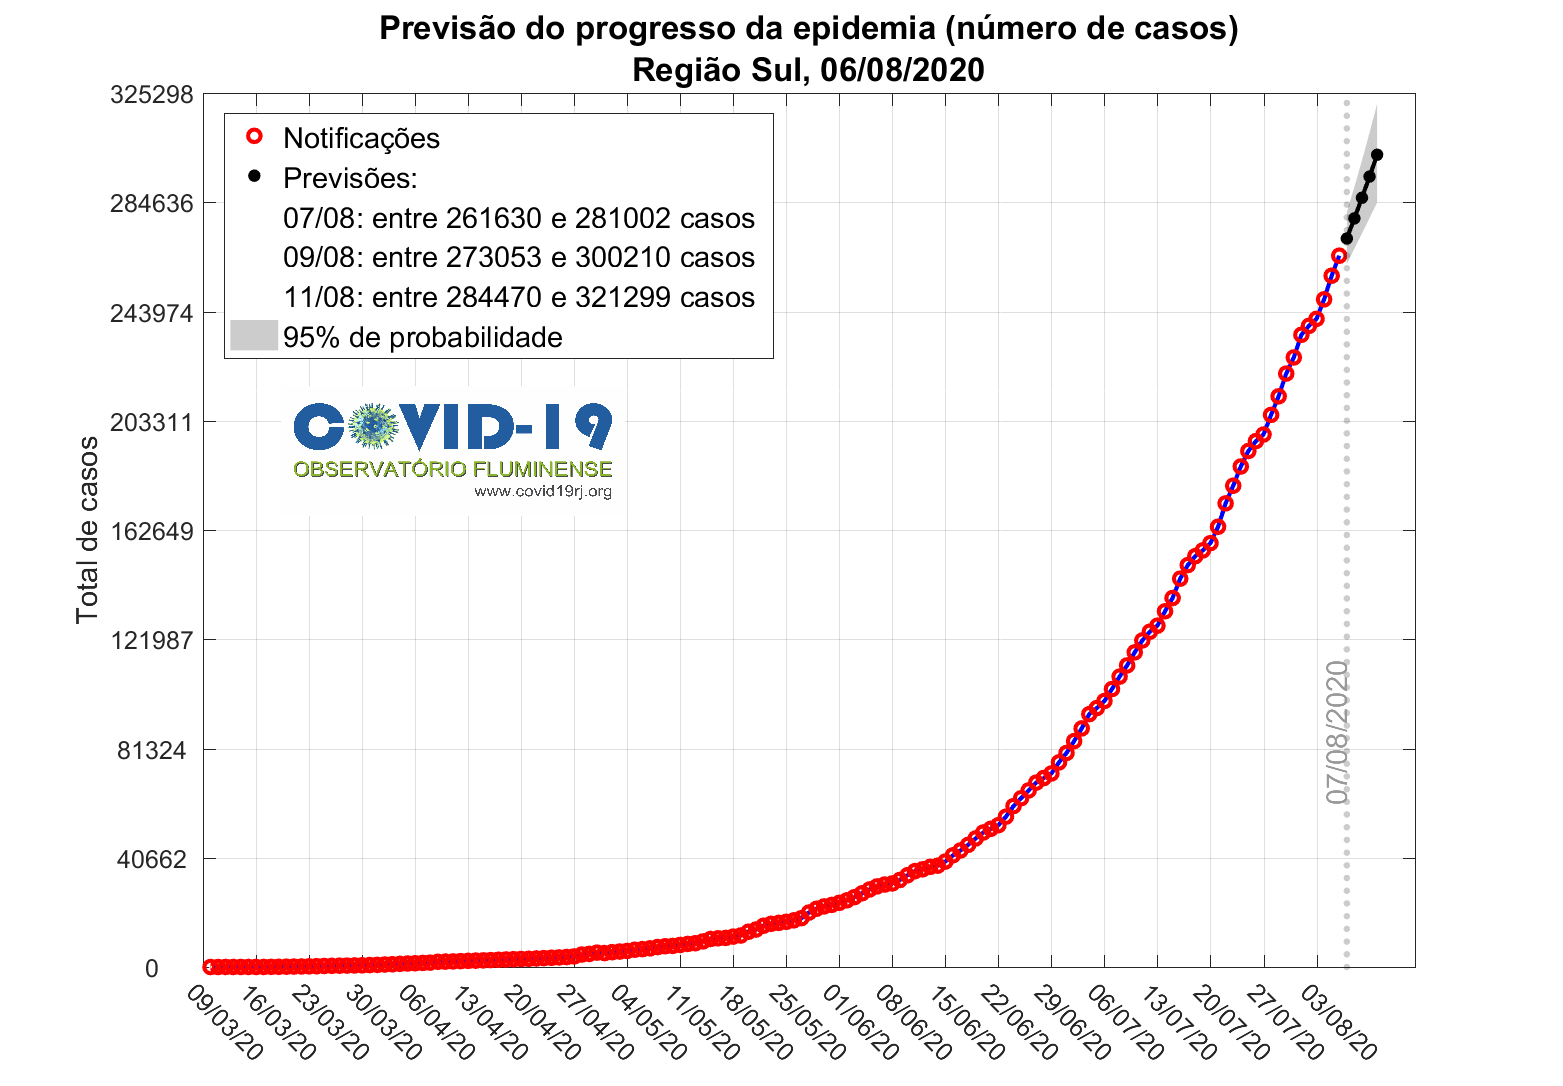 Previsão do progresso da epidemia (número de casos)
Região Sul, 06/08/2020
325298
284636
243974
203311
162649
121987
81324
40662
0
Total de casos
Notificações
Previsões:
07/08: entre 261630 e 281002 casos
09/08: entre 273053 e 300210 casos
11/08: entre 284470 e 321299 casos
95% de probabilidade
COVID-19
OBSERVATÓRIO FLUMINENSE
www.covid19rj.org
07/08/2020
09/03/20
16/03/20
23/03/20
30/03/20
06/04/20
13/04/20
20/04/20
27/04/20
04/05/20
11/05/20
18/05/20
25/05/20
01/06/20
08/06/20
15/06/20
22/06/20
29/06/20
06/07/20
13/07/20
20/07/20
27/07/20
03/08/20